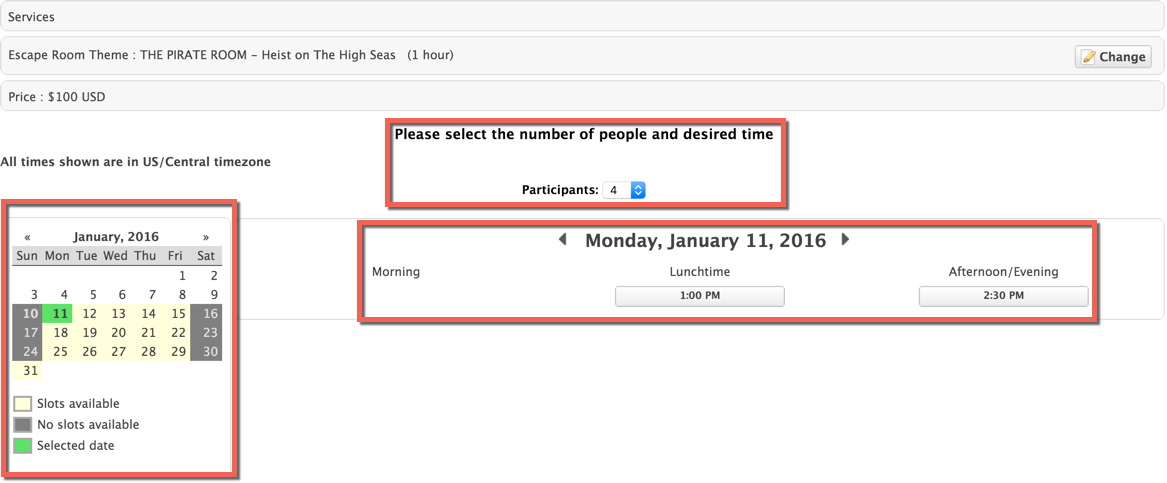 Services
Escape Room Theme : THE PIRATE ROOM – Heist on The High Seas (1 hour)
Change
Price : $100 USD
Please select the number of people and desired time
All times shown are in US/Central timezone
Participants: 4
« January, 2016 »
Sun Mon Tue Wed Thu Fri Sat
1 2
3 4 5 6 7 8 9
10 11 12 13 14 15 16
17 18 19 20 21 22 23
24 25 26 27 28 29 30
31
Slots available
No slots available
Selected date
Monday, January 11, 2016
Morning Lunchtime Afternoon/Evening
1:00 PM 2:30 PM